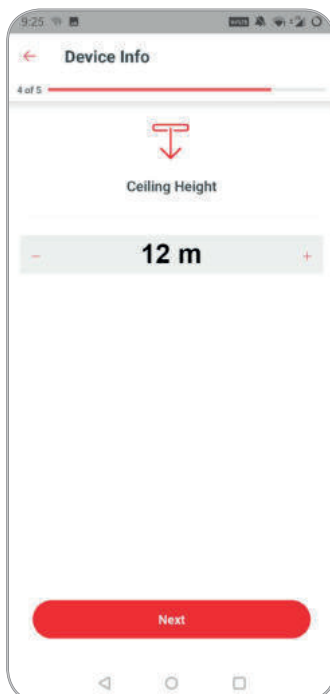 9:25
Device Info
4 of 5
Ceiling Height
− 12 m +
Next